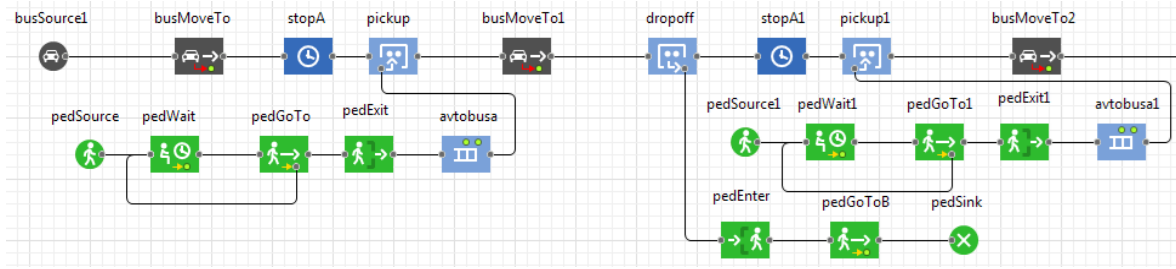 busSource1 busMoveTo stopA pickup busMoveTo1 dropoff stopA1 pickup1 busMoveTo2
pedSource pedWait pedGoTo pedExit avtobusa pedSource1 pedWait1 pedGoTo1 pedExit1 avtobusa1
pedEnter pedGoToB pedSink